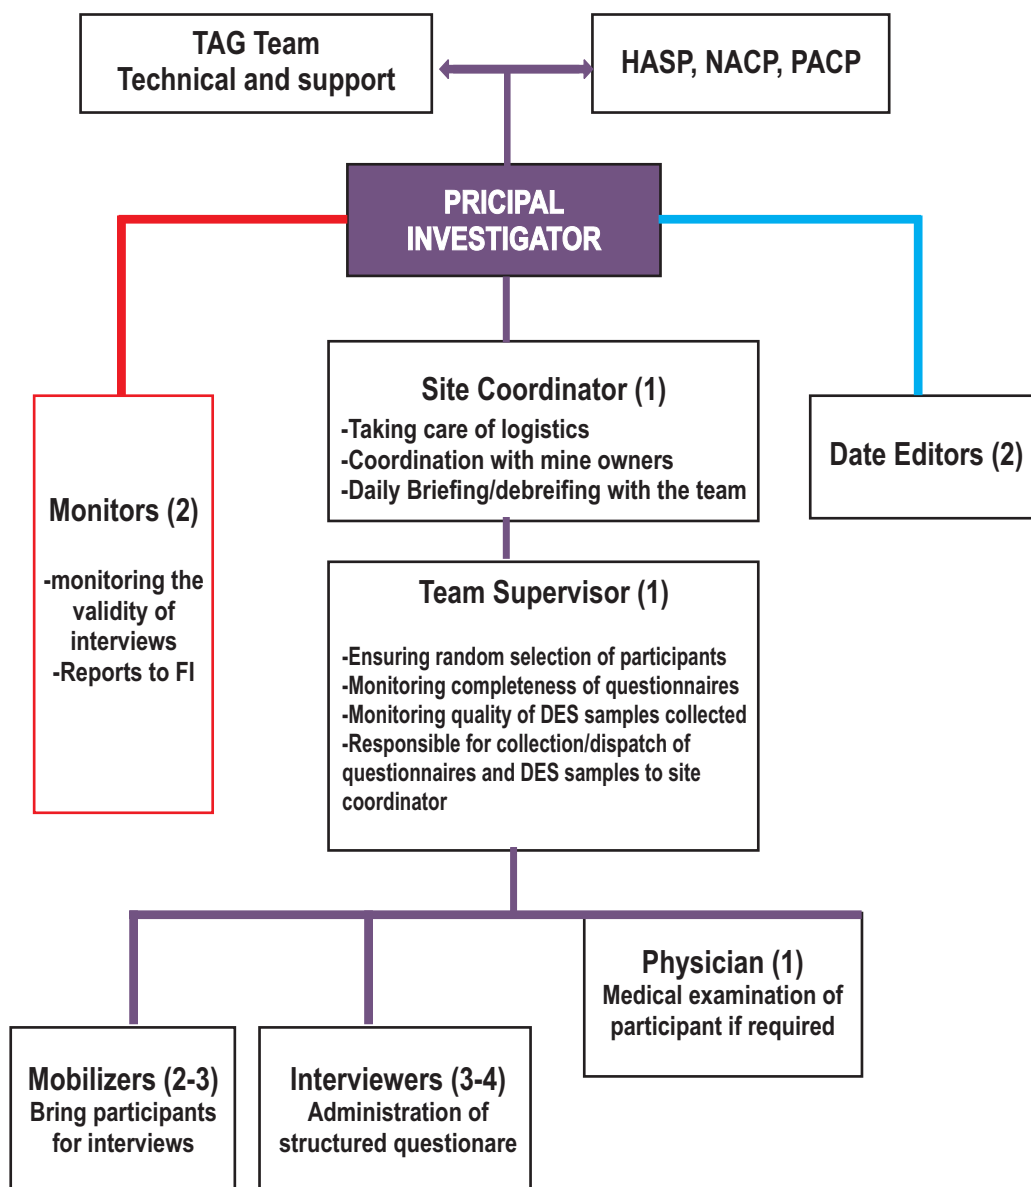 TAG Team
Technical and support
HASP, NACP, PACP
PRICIPAL
INVESTIGATOR
Site Coordinator (1)
-Taking care of logistics
-Coordination with mine owners
-Daily Briefing/debreifing with the team
Monitors (2)
-monitoring the
validity of
interviews
-Reports to FI
Date Editors (2)
Team Supervisor (1)
-Ensuring random selection of participants
-Monitoring completeness of questionnaires
-Monitoring quality of DES samples collected
-Responsible for collection/dispatch of
questionnaires and DES samples to site
coordinator
Mobilizers (2-3)
Bring participants
for interviews
Interviewers (3-4)
Administration of
structured questionare
Physician (1)
Medical examination of
participant if required